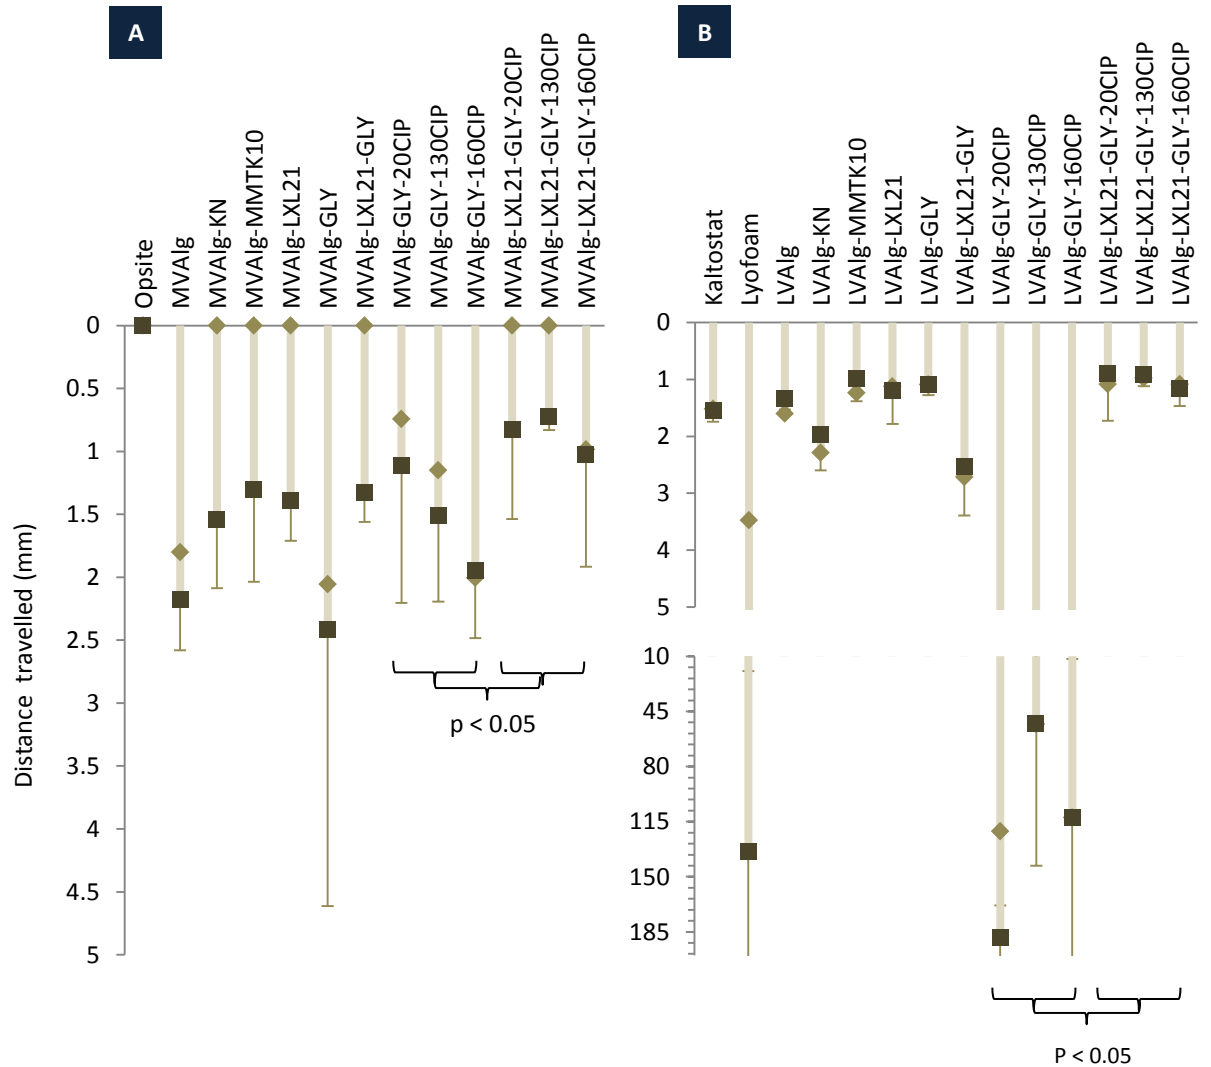 A
Opsite
MVAlg
MVAlg-KN
MVAlg-MMTK10
MVAlg-LXL21
MVAlg-GLY
MVAlg-LXL21-GLY
MVAlg-GLY-20CIP
MVAlg-GLY-130CIP
MVAlg-GLY-160CIP
MVAlg-LXL21-GLY-20CIP
MVAlg-LXL21-GLY-130CIP
MVAlg-LXL21-GLY-160CIP
Distance travelled (mm)
0
0.5
1
1.5
2
2.5
3
3.5
4
4.5
5
p < 0.05
B
Kaltostat
Lyofoam
LVAlg
LVAlg-KN
LVAlg-MMTK10
LVAlg-LXL21
LVAlg-GLY
LVAlg-LXL21-GLY
LVAlg-GLY-20CIP
LVAlg-GLY-130CIP
LVAlg-GLY-160CIP
LVAlg-LXL21-GLY-20CIP
LVAlg-LXL21-GLY-130CIP
LVAlg-LXL21-GLY-160CIP
0
1
2
3
4
5
10
45
80
115
150
185
P < 0.05